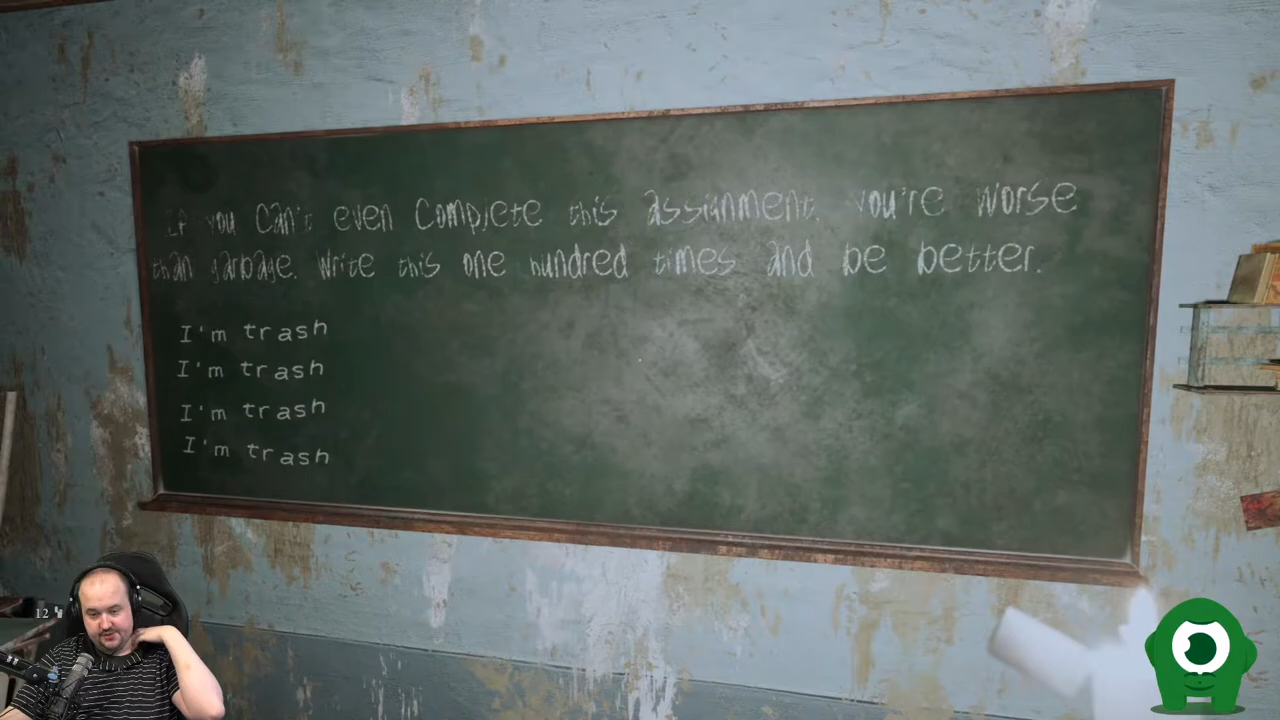 If you can't even complete this assignment, you're worse
than garbage. Write this one hundred times and be better.
I'm trash
I'm trash
I'm trash
I'm trash
12